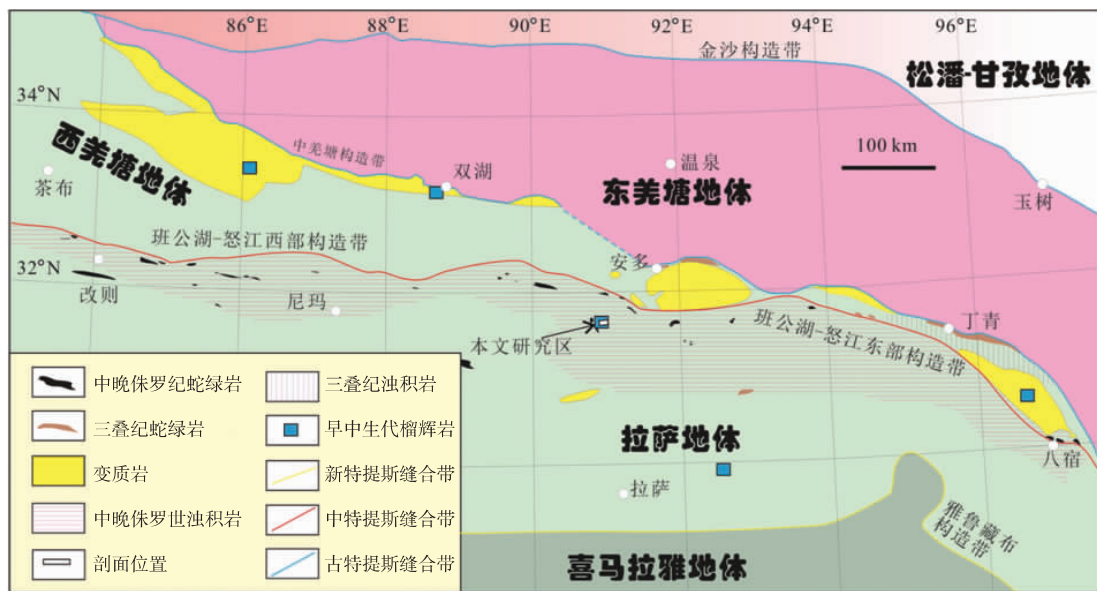 86°E
88°E
90°E
92°E
94°E
96°E
金沙构造带
松潘-甘孜地体
34°N
100 km
西羌塘地体
中羌塘构造带
双湖
温泉
茶布
东羌塘地体
玉树
班公湖-怒江西部构造带
安多
32°N
改则
尼玛
丁青
班公湖-怒江东部构造带
本文研究区
中晚侏罗纪蛇绿岩
三叠纪浊积岩
三叠纪蛇绿岩
早中生代榴辉岩
变质岩
新特提斯缝合带
中晚侏罗世浊积岩
中特提斯缝合带
剖面位置
古特提斯缝合带
拉萨地体
八宿
拉萨
雅鲁藏布
构造带
喜马拉雅地体